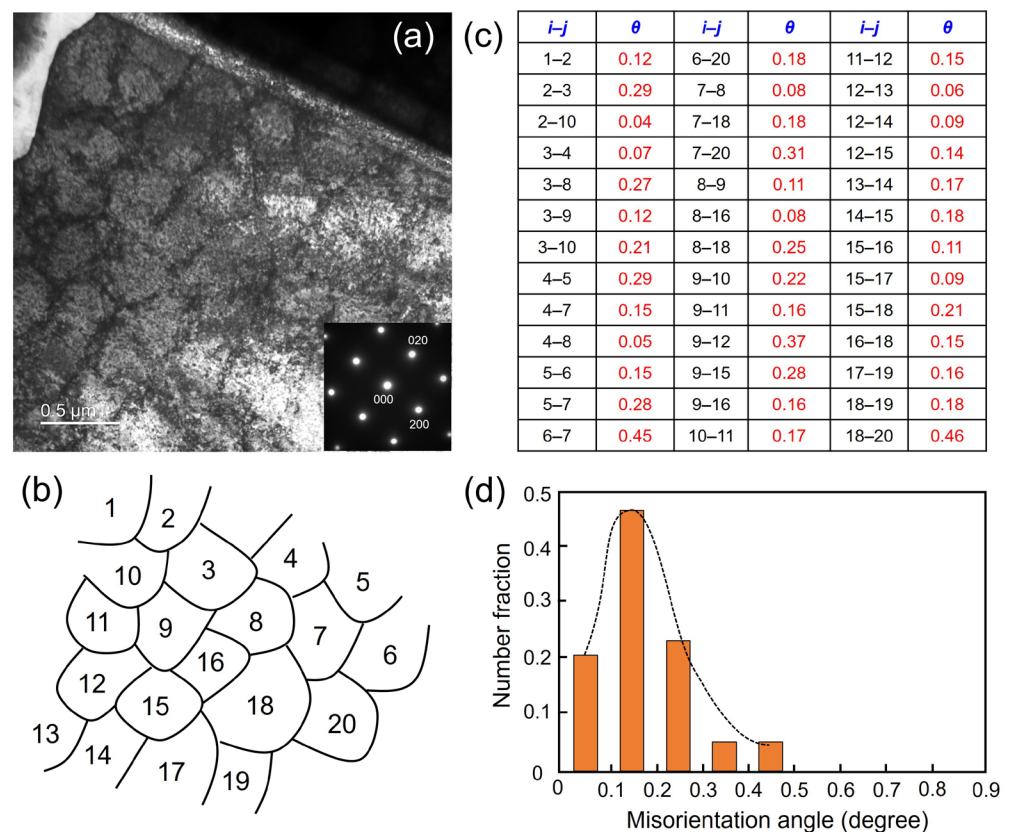 (a)
0.5 μm
020
000
200
(c)
i–j θ i–j θ i–j θ
1–2 0.12 6–20 0.18 11–12 0.15
2–3 0.29 7–8 0.08 12–13 0.06
2–10 0.04 7–18 0.18 12–14 0.09
3–4 0.07 7–20 0.31 12–15 0.14
3–8 0.27 8–9 0.11 13–14 0.17
3–9 0.12 8–16 0.08 14–15 0.18
3–10 0.21 8–18 0.25 15–16 0.11
4–5 0.29 9–10 0.22 15–17 0.09
4–7 0.15 9–11 0.16 15–18 0.21
4–8 0.05 9–12 0.37 16–18 0.15
5–6 0.15 9–15 0.28 17–19 0.16
5–7 0.28 9–16 0.16 18–19 0.18
6–7 0.45 10–11 0.17 18–20 0.46
(b)
1
2
3
4
5
10
11
9
8
7
6
16
12
15
18
20
13
14
17
19
(d)
0.5
0.4
0.3
0.2
0.1
0
Number fraction
0 0.1 0.2 0.3 0.4 0.5 0.6 0.7 0.8 0.9
Misorientation angle (degree)